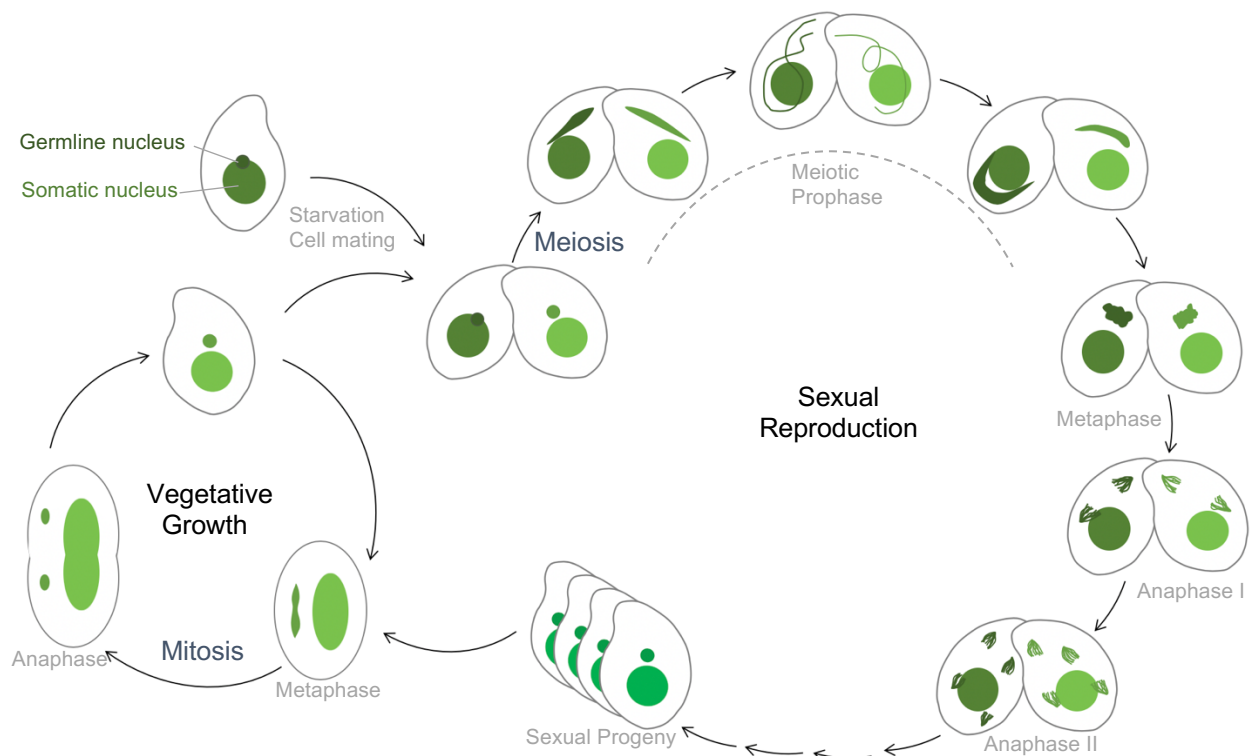 Germline nucleus
Somatic nucleus
Starvation
Cell mating
Meiosis
Meiotic
Prophase
Metaphase
Sexual
Reproduction
Vegetative
Growth
Anaphase I
Anaphase
Mitosis
Metaphase
Sexual Progeny
Anaphase II